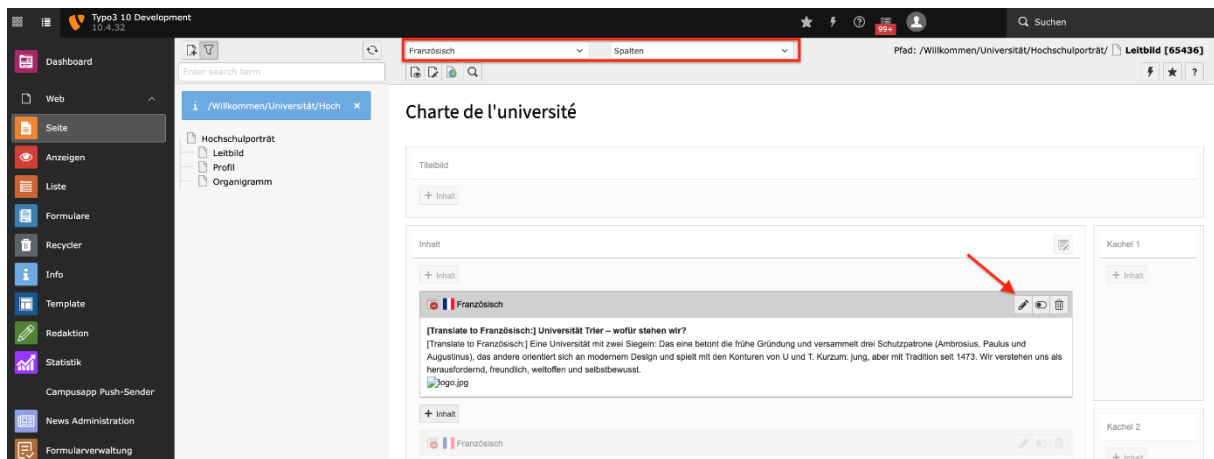 Typo3 10 Development
10.4.32
99+
Suchen
Dashboard
Web
Seite
Anzeigen
Liste
Formulare
Recycler
Info
Template
Redaktion
Statistik
Campusapp Push-Sender
News Administration
Formularverwaltung
Enter search term
/Willkommen/Universität/Hoch ×
Hochschulporträt
Leitbild
Profil
Organigramm
Französisch
Spalten
Pfad: /Willkommen/Universität/Hochschulporträt/ Leitbild [65436]
Charte de l'université
Titelbild
+ Inhalt
Inhalt
+ Inhalt
Französisch
[Translate to Französisch:] Universität Trier – wofür stehen wir?
[Translate to Französisch:] Eine Universität mit zwei Siegeln: Das eine betont die frühe Gründung und versammelt drei Schutzpatrone (Ambrosius, Paulus und
Augustinus), das andere orientiert sich an modernem Design und spielt mit den Konturen von U und T. Kurzum: jung, aber mit Tradition seit 1473. Wir verstehen uns als
herausfordernd, freundlich, weltoffen und selbstbewusst.
logo.jpg
+ Inhalt
Französisch
Kachel 1
+ Inhalt
Kachel 2
+ Inhalt